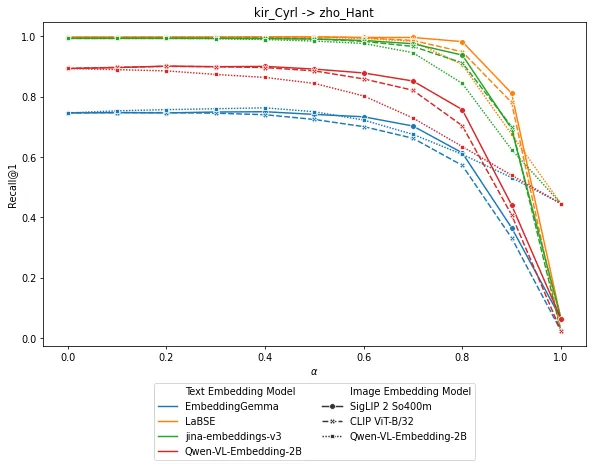 kir_Cyrl -> zho_Hant
Recall@1
1.0
0.8
0.6
0.4
0.2
0.0
0.0 0.2 0.4 0.6 0.8 1.0
α
Text Embedding Model Image Embedding Model
EmbeddingGemma SigLIP 2 So400m
LaBSE CLIP ViT-B/32
jina-embeddings-v3 Qwen-VL-Embedding-2B
Qwen-VL-Embedding-2B